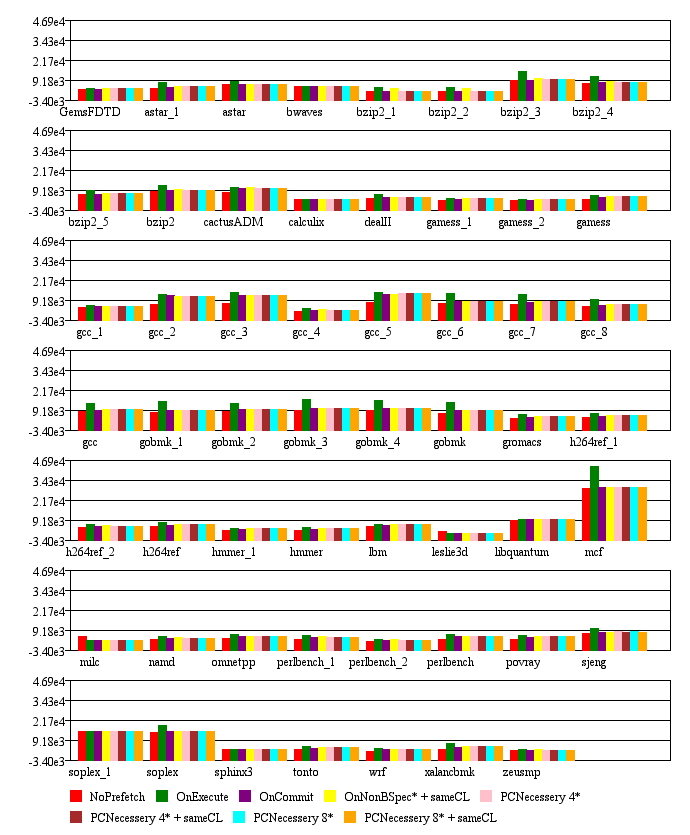 4.69e4
3.43e4
2.17e4
9.18e3
-3.40e3
GemsFDTD astar_1 astar bwaves bzip2_1 bzip2_2 bzip2_3 bzip2_4
4.69e4
3.43e4
2.17e4
9.18e3
-3.40e3
bzip2_5 bzip2 cactusADM calculix dealII gamess_1 gamess_2 gamess
4.69e4
3.43e4
2.17e4
9.18e3
-3.40e3
gcc_1 gcc_2 gcc_3 gcc_4 gcc_5 gcc_6 gcc_7 gcc_8
4.69e4
3.43e4
2.17e4
9.18e3
-3.40e3
gcc gobmk_1 gobmk_2 gobmk_3 gobmk_4 gobmk gromacs h264ref_1
4.69e4
3.43e4
2.17e4
9.18e3
-3.40e3
h264ref_2 h264ref hmmer_1 hmmer lbm leslie3d libquantum mcf
4.69e4
3.43e4
2.17e4
9.18e3
-3.40e3
milc namd omnetpp perlbench_1 perlbench_2 perlbench povray sjeng
4.69e4
3.43e4
2.17e4
9.18e3
-3.40e3
soplex_1 soplex sphinx3 tonto wrf xalancbmk zeusmp
NoPrefetch OnExecute OnCommit OnNonBSpec* + sameCL PCNecessery 4*
PCNecessery 4* + sameCL PCNecessery 8* PCNecessery 8* + sameCL